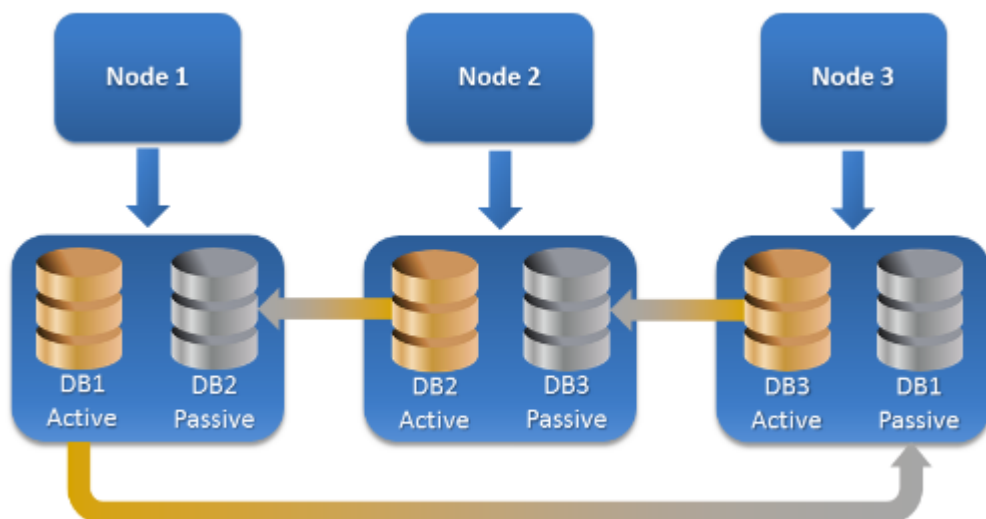 Node 1
Node 2
Node 3
DB1
Active
DB2
Passive
DB2
Active
DB3
Passive
DB3
Active
DB1
Passive